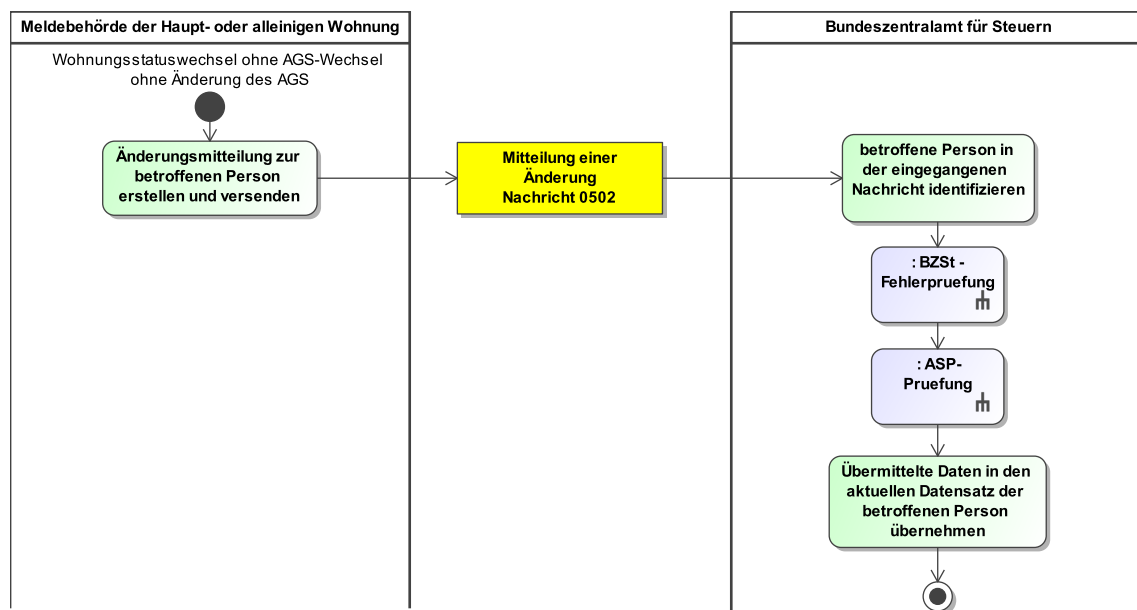 Meldebehörde der Haupt- oder alleinigen Wohnung
Wohnungsstatuswechsel ohne AGS-Wechsel
ohne Änderung des AGS
Änderungsmitteilung zur
betroffenen Person
erstellen und versenden
Mitteilung einer
Änderung
Nachricht 0502
Bundeszentralamt für Steuern
betroffene Person in
der eingegangenen
Nachricht identifizieren
: BZSt -
Fehlerpruefung
: ASP-
Pruefung
Übermittelte Daten in den
aktuellen Datensatz der
betroffenen Person
übernehmen